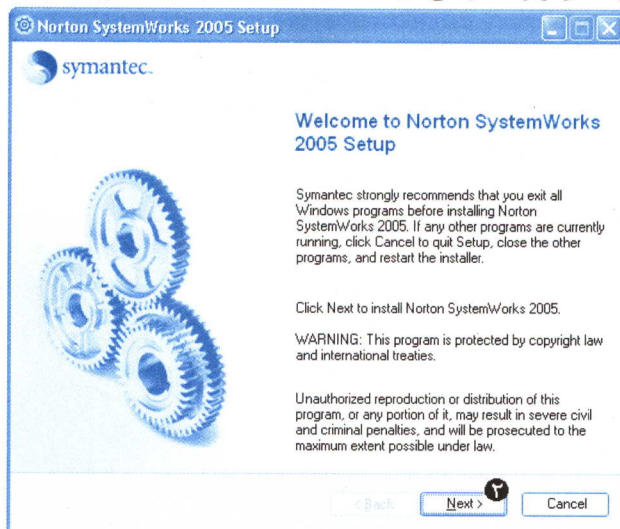 Norton SystemWorks 2005 Setup
symantec.
Welcome to Norton SystemWorks
2005 Setup
Symantec strongly recommends that you exit all
Windows programs before installing Norton
SystemWorks 2005. If any other programs are currently
running, click Cancel to quit Setup, close the other
programs, and restart the installer.
Click Next to install Norton SystemWorks 2005.
WARNING: This program is protected by copyright law
and international treaties.
Unauthorized reproduction or distribution of this
program, or any portion of it, may result in severe civil
and criminal penalties, and will be prosecuted to the
maximum extent possible under law.
< Back Next > ۲ Cancel